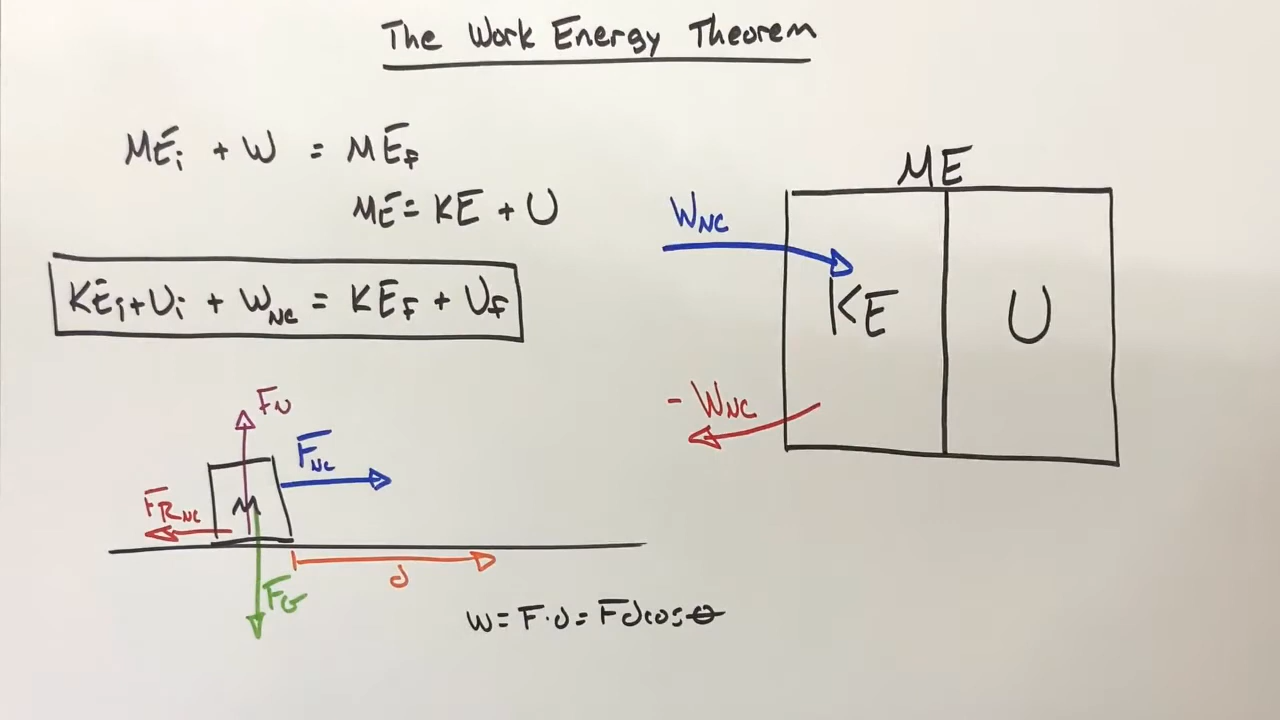 The Work Energy Theorem
MEi + W = MEf
ME = KE + U
KEi + Ui + WNC = KEf + Uf
ME
WNC
KE
U
- WNC
FN
FNC
FRNC
M
FG
d
W = F·d = Fdcosθ